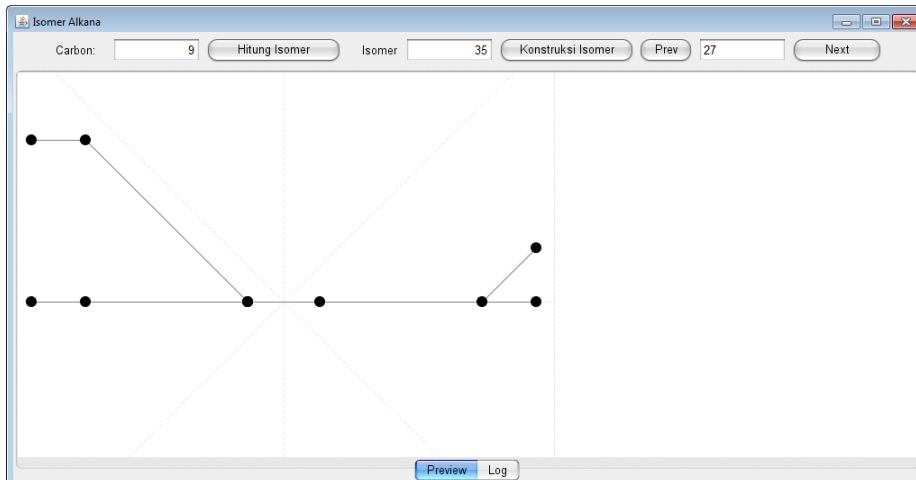 Isomer Alkana
Carbon: 9 Hitung Isomer Isomer 35 Konstruksi Isomer Prev 27 Next
Preview Log